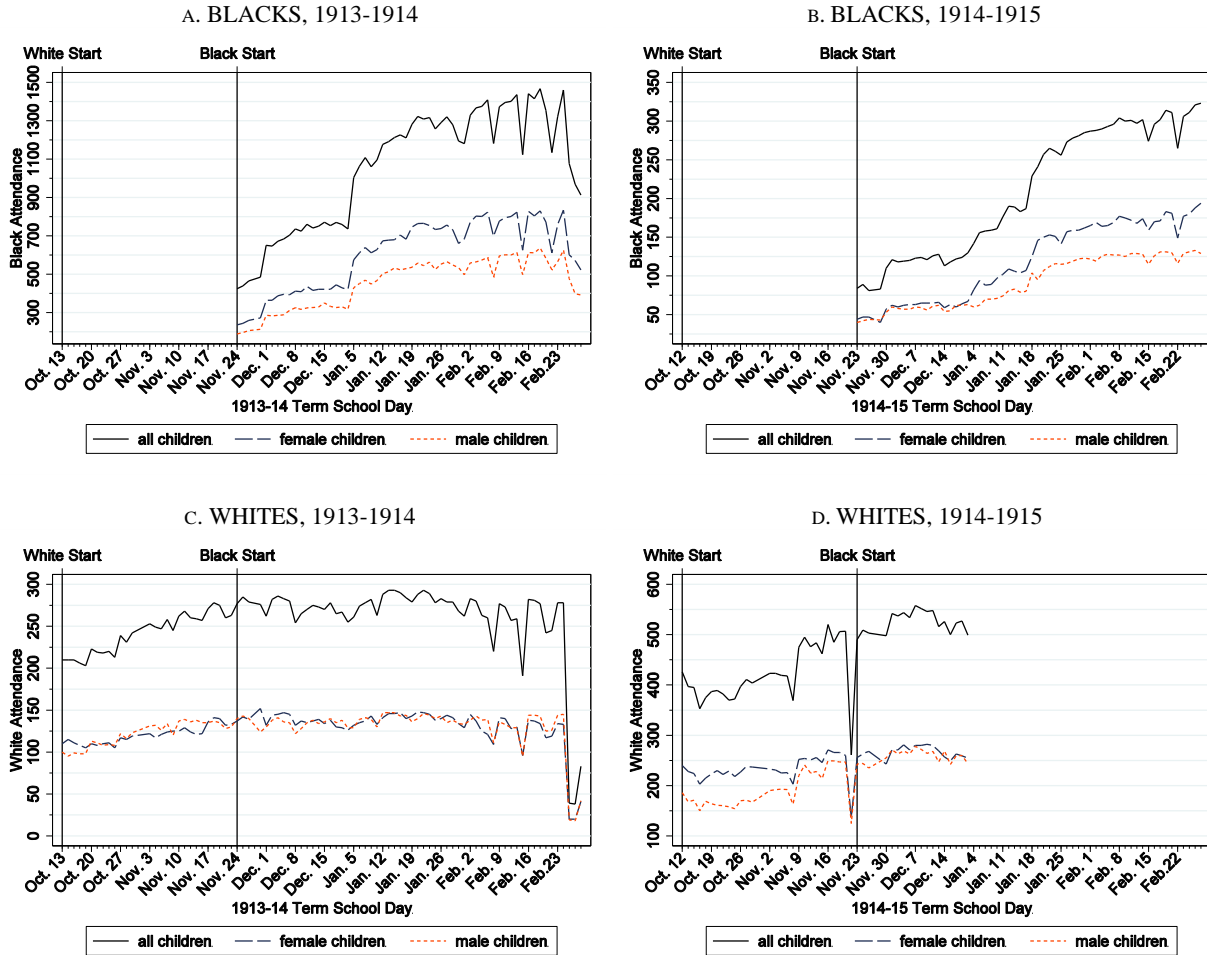 A. BLACKS, 1913-1914
White Start
Black Start
Black Attendance
1500
1300
1100
900
700
500
300
Oct. 13
Oct. 20
Oct. 27
Nov. 3
Nov. 10
Nov. 17
Nov. 24
Dec. 1
Dec. 8
Dec. 15
Jan. 5
Jan. 12
Jan. 19
Jan. 26
Feb. 2
Feb. 9
Feb. 16
Feb.23
1913-14 Term School Day
all children
female children
male children
B. BLACKS, 1914-1915
White Start
Black Start
Black Attendance
350
300
250
200
150
100
50
Oct. 12
Oct. 19
Oct. 26
Nov. 2
Nov. 9
Nov. 16
Nov. 23
Nov. 30
Dec. 7
Dec. 14
Jan. 4
Jan. 11
Jan. 18
Jan. 25
Feb. 1
Feb. 8
Feb. 15
Feb.22
1914-15 Term School Day
all children
female children
male children
C. WHITES, 1913-1914
White Start
Black Start
White Attendance
300
250
200
150
100
50
0
Oct. 13
Oct. 20
Oct. 27
Nov. 3
Nov. 10
Nov. 17
Nov. 24
Dec. 1
Dec. 8
Dec. 15
Jan. 5
Jan. 12
Jan. 19
Jan. 26
Feb. 2
Feb. 9
Feb. 16
Feb.23
1913-14 Term School Day
all children
female children
male children
D. WHITES, 1914-1915
White Start
Black Start
White Attendance
600
500
400
300
200
100
Oct. 12
Oct. 19
Oct. 26
Nov. 2
Nov. 9
Nov. 16
Nov. 23
Nov. 30
Dec. 7
Dec. 14
Jan. 4
Jan. 11
Jan. 18
Jan. 25
Feb. 1
Feb. 8
Feb. 15
Feb.22
1914-15 Term School Day
all children
female children
male children